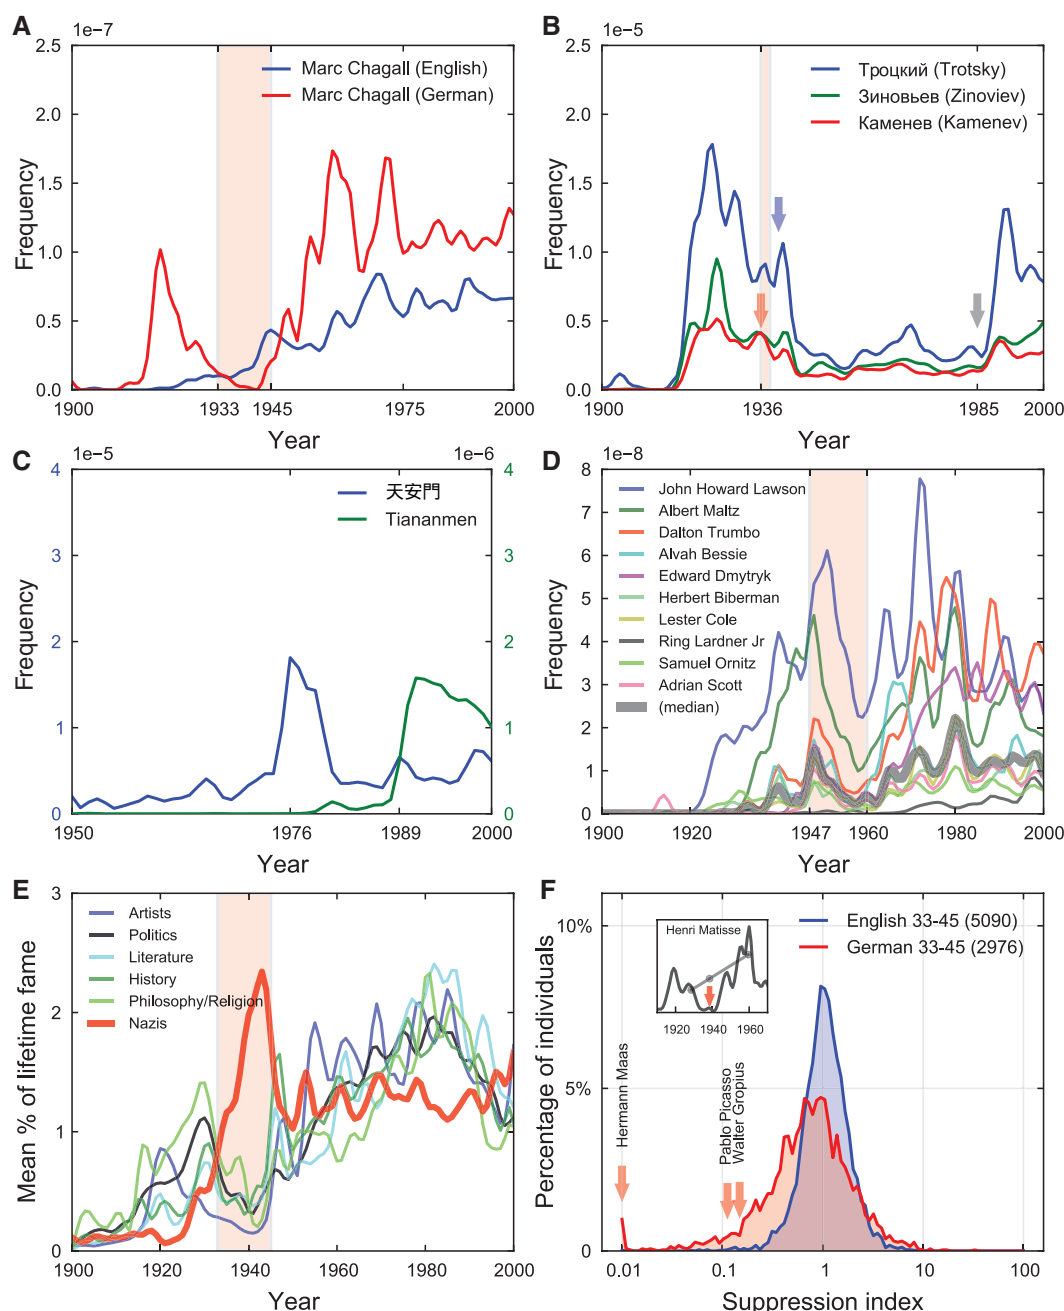 A
1e−7
Marc Chagall (English)
Marc Chagall (German)
Frequency
2.5
2.0
1.5
1.0
0.5
0.0
1900 1933 1945 1975 2000
Year
B
1e−5
Троцкий (Trotsky)
Зиновьев (Zinoviev)
Каменев (Kamenev)
Frequency
2.5
2.0
1.5
1.0
0.5
0.0
1900 1936 1985 2000
Year
C
1e−5
1e−6
天安門
Tiananmen
Frequency
4 4
3 3
2 2
1 1
0 0
1950 1976 1989 2000
Year
D
1e−8
John Howard Lawson
Albert Maltz
Dalton Trumbo
Alvah Bessie
Edward Dmytryk
Herbert Biberman
Lester Cole
Ring Lardner Jr
Samuel Ornitz
Adrian Scott
(median)
Frequency
8
7
6
5
4
3
2
1
0
1900 1920 1947 1960 1980 2000
Year
E
Artists
Politics
Literature
History
Philosophy/Religion
Nazis
Mean % of lifetime fame
3
2
1
0
1900 1920 1940 1960 1980 2000
Year
F
English 33-45 (5090)
German 33-45 (2976)
Henri Matisse
1920 1940 1960
Hermann Maas
Pablo Picasso
Walter Gropius
Percentage of individuals
10%
5%
0
0.01 0.1 1 10 100
Suppression index